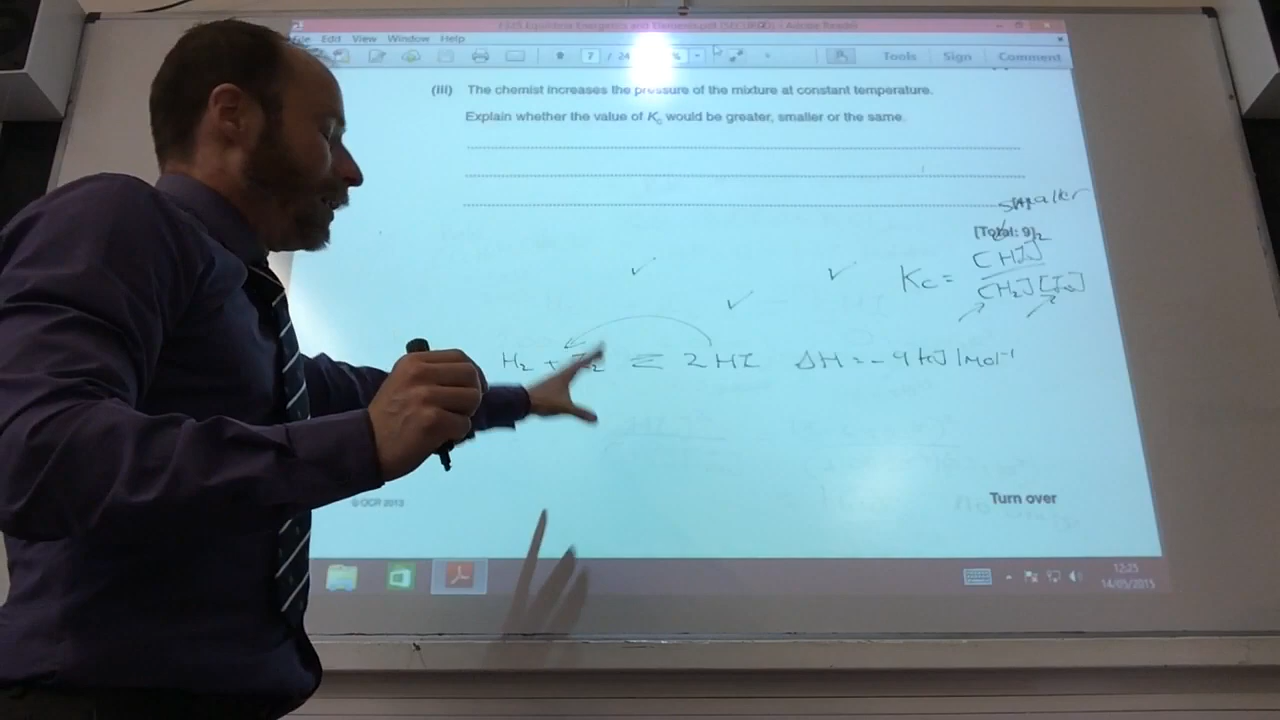 Edit View Window Help
7 / 24 %
Tools Sign Comment
(iii) The chemist increases the pressure of the mixture at constant temperature.
Explain whether the value of Kc would be greater, smaller or the same.
smaller
[Total: 9]
Kc = [HI]2
[H2][I2]
H2 + I2 ⇌ 2HI ΔH = -9 kJ/mol-1
© OCR 2013
Turn over
12:25
14/05/2015